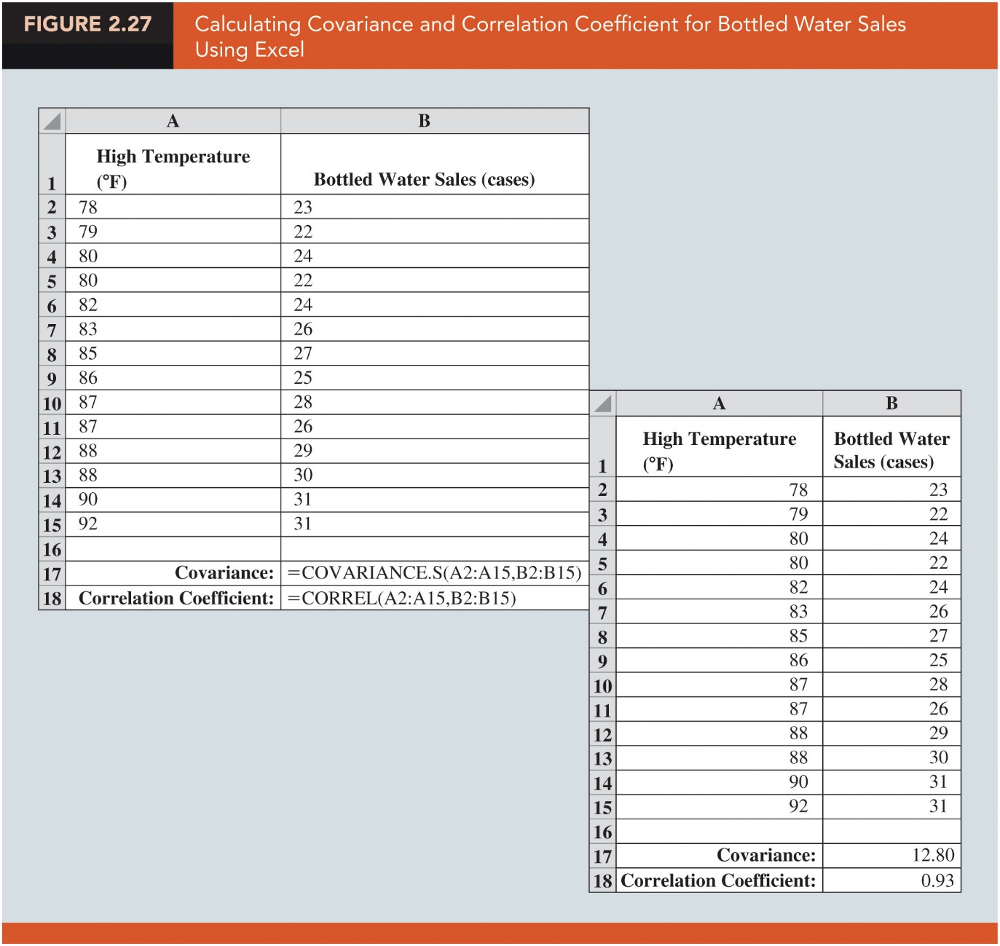 FIGURE 2.27
Calculating Covariance and Correlation Coefficient for Bottled Water Sales
Using Excel
A B
High Temperature
1 (°F) Bottled Water Sales (cases)
2 78 23
3 79 22
4 80 24
5 80 22
6 82 24
7 83 26
8 85 27
9 86 25
10 87 28
11 87 26
12 88 29
13 88 30
14 90 31
15 92 31
16
17 Covariance: =COVARIANCE.S(A2:A15,B2:B15)
18 Correlation Coefficient: =CORREL(A2:A15,B2:B15)
A B
High Temperature Bottled Water
1 (°F) Sales (cases)
2 78 23
3 79 22
4 80 24
5 80 22
6 82 24
7 83 26
8 85 27
9 86 25
10 87 28
11 87 26
12 88 29
13 88 30
14 90 31
15 92 31
16
17 Covariance: 12.80
18 Correlation Coefficient: 0.93